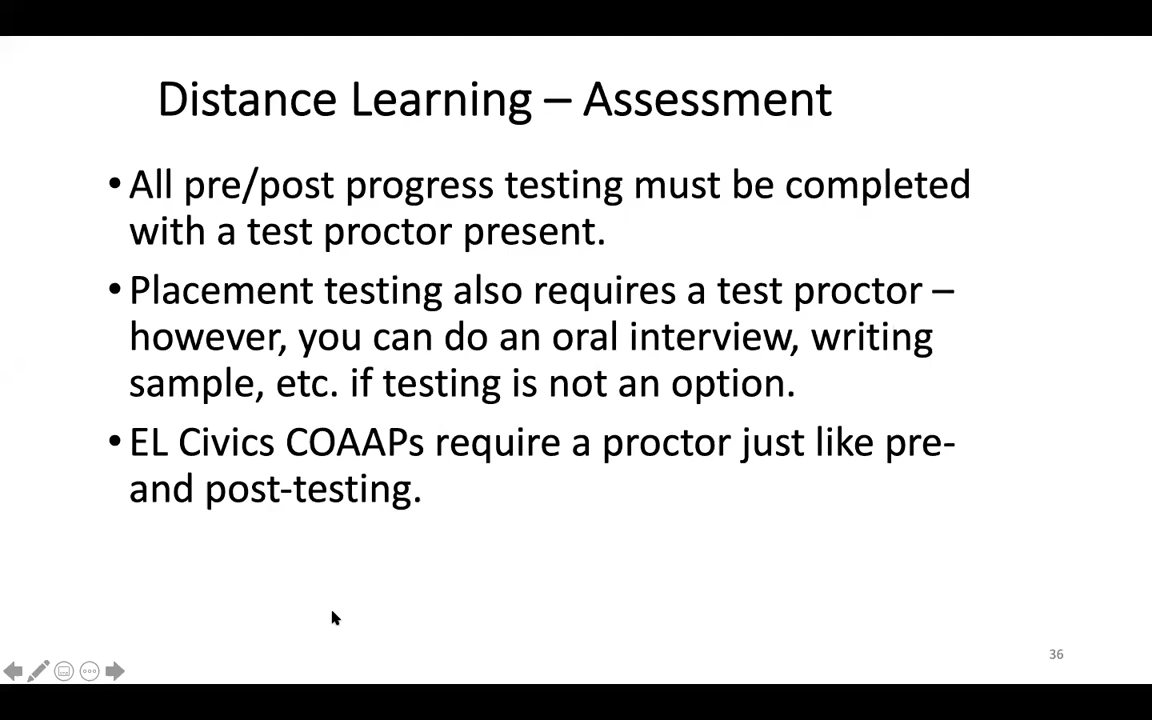 Distance Learning – Assessment
•All pre/post progress testing must be completed
with a test proctor present.
•Placement testing also requires a test proctor –
however, you can do an oral interview, writing
sample, etc. if testing is not an option.
•EL Civics COAAPs require a proctor just like pre-
and post-testing.
36